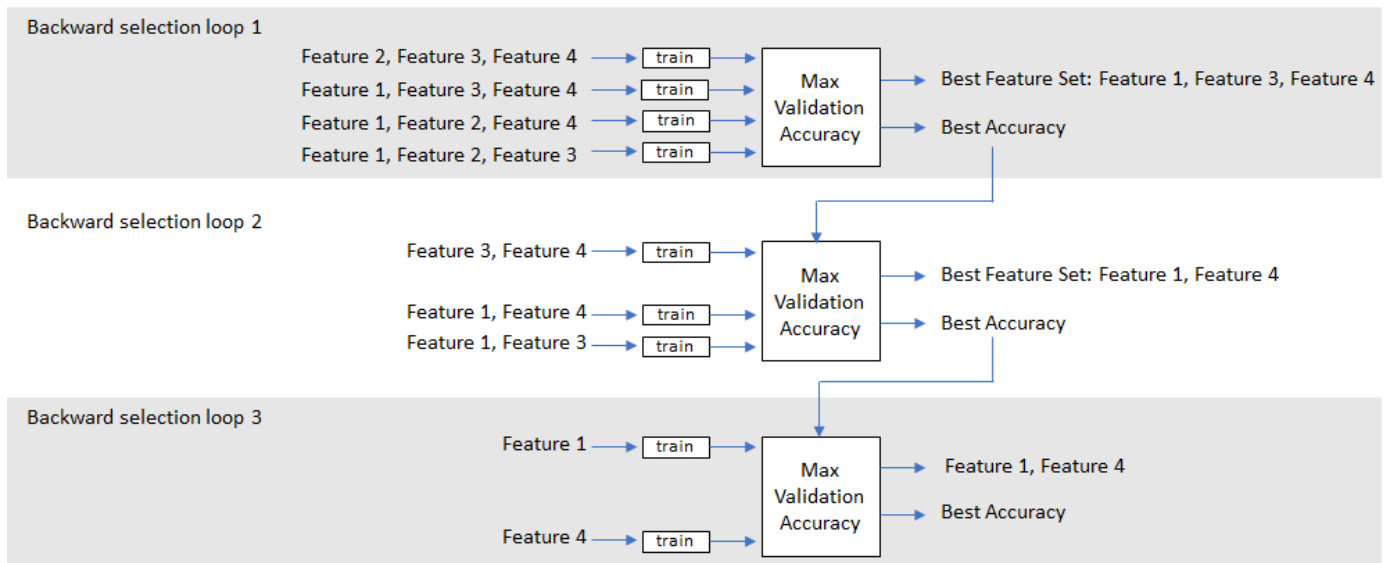 Backward selection loop 1
Feature 2, Feature 3, Feature 4
train
Feature 1, Feature 3, Feature 4
train
Feature 1, Feature 2, Feature 4
train
Feature 1, Feature 2, Feature 3
train
Max
Validation
Accuracy
Best Feature Set: Feature 1, Feature 3, Feature 4
Best Accuracy
Backward selection loop 2
Feature 3, Feature 4
train
Feature 1, Feature 4
train
Feature 1, Feature 3
train
Max
Validation
Accuracy
Best Feature Set: Feature 1, Feature 4
Best Accuracy
Backward selection loop 3
Feature 1
train
Feature 4
train
Max
Validation
Accuracy
Feature 1, Feature 4
Best Accuracy